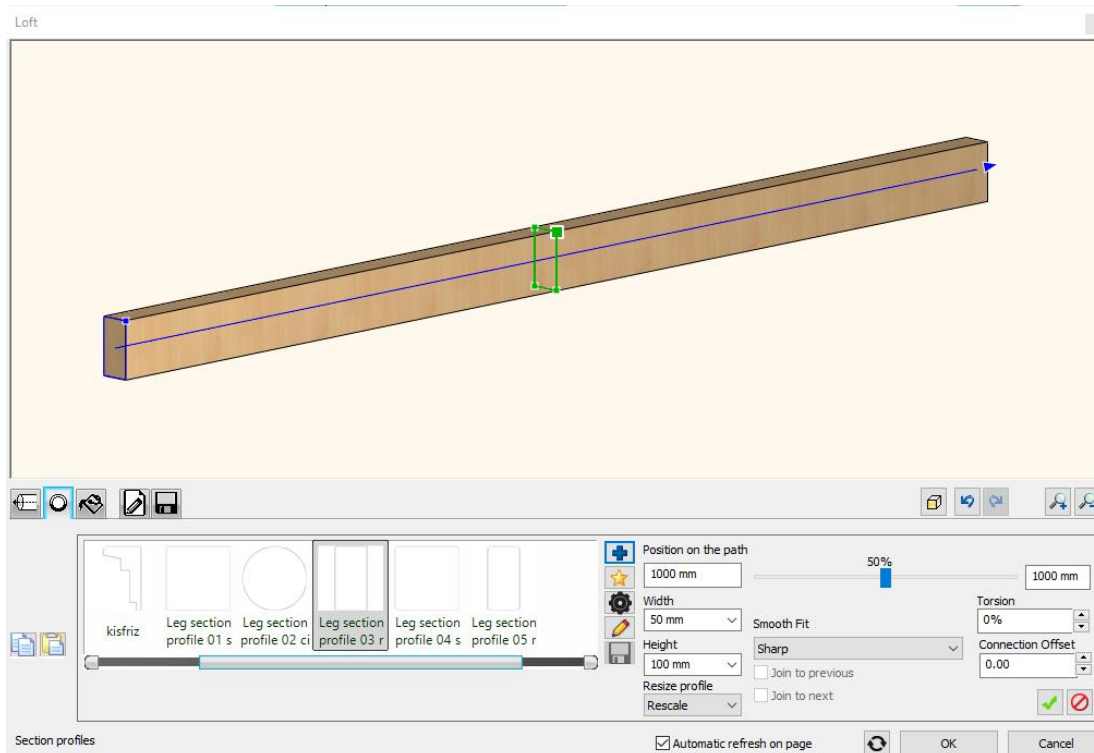 Loft
kisfriz
Leg section
profile 01 s
Leg section
profile 02 ci
Leg section
profile 03 r
Leg section
profile 04 s
Leg section
profile 05 r
Position on the path
1000 mm
50%
1000 mm
Width
50 mm
Height
100 mm
Resize profile
Rescale
Smooth Fit
Sharp
Join to previous
Join to next
Torsion
0%
Connection Offset
0.00
Section profiles
Automatic refresh on page
OK
Cancel